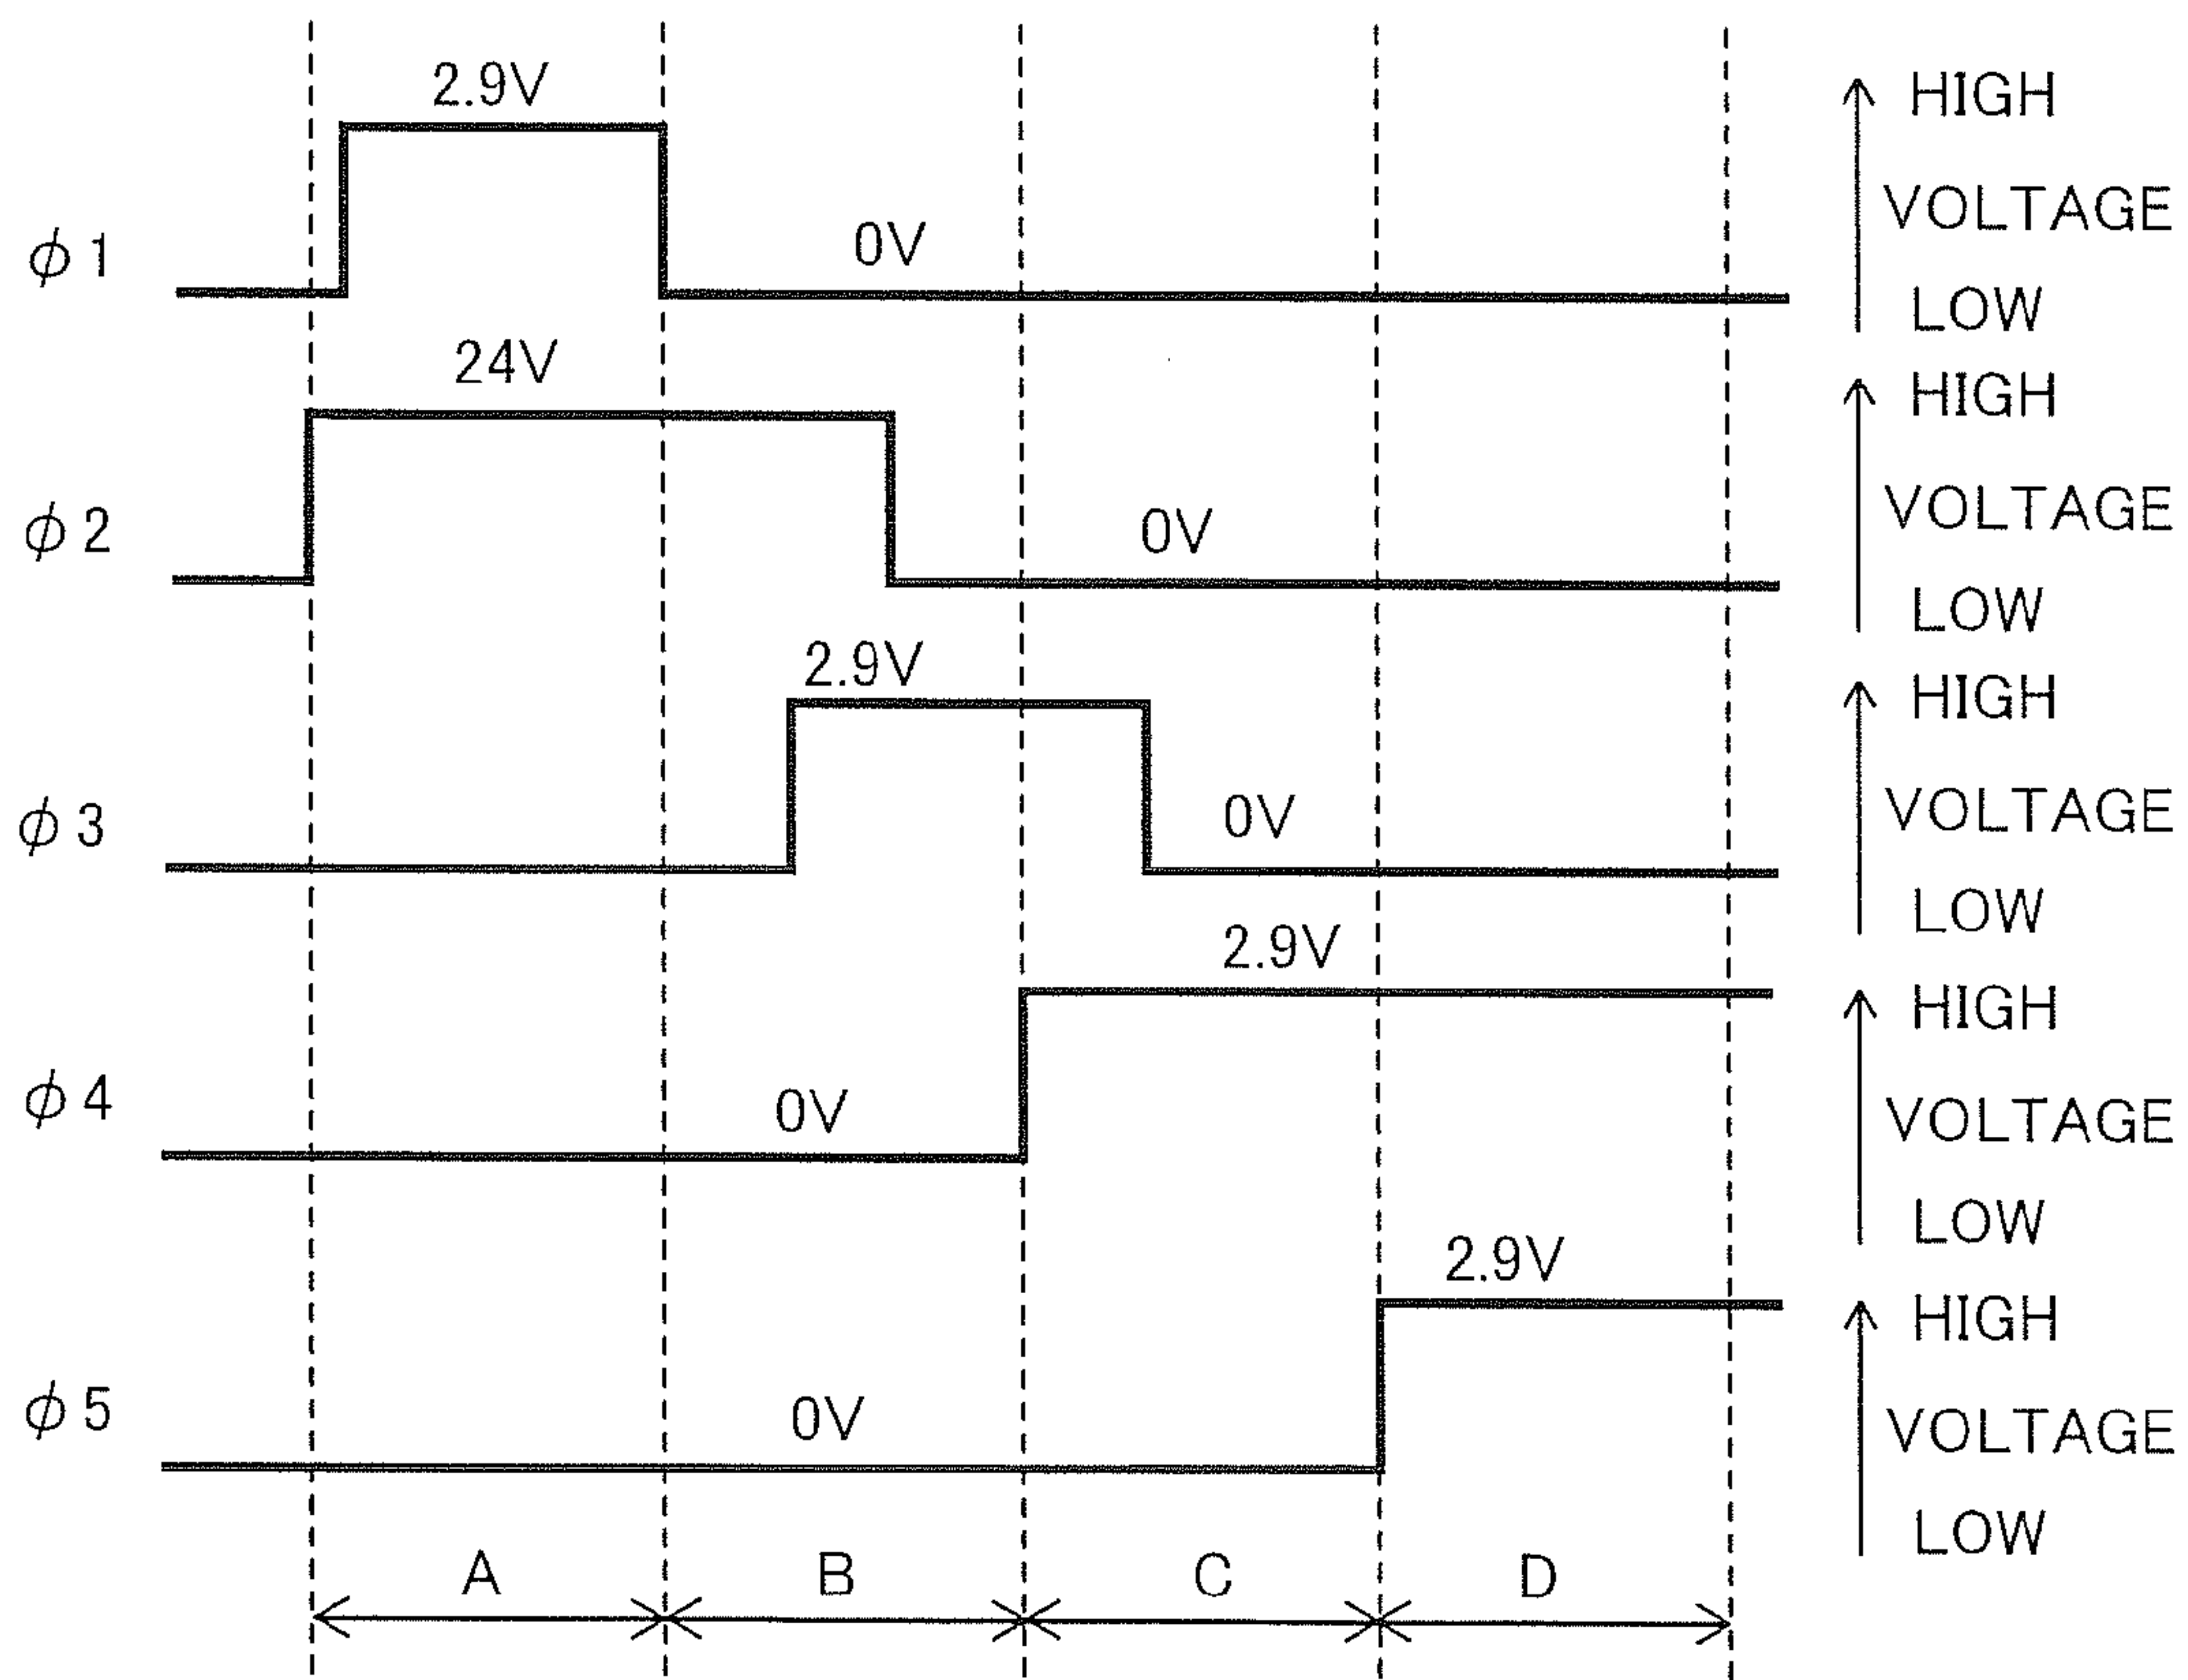 2.9V
HIGH
φ1
0V
VOLTAGE
LOW
24V
HIGH
φ2
0V
VOLTAGE
LOW
2.9V
HIGH
φ3
0V
VOLTAGE
LOW
2.9V
HIGH
φ4
0V
VOLTAGE
LOW
2.9V
HIGH
φ5
0V
VOLTAGE
LOW
A
B
C
D